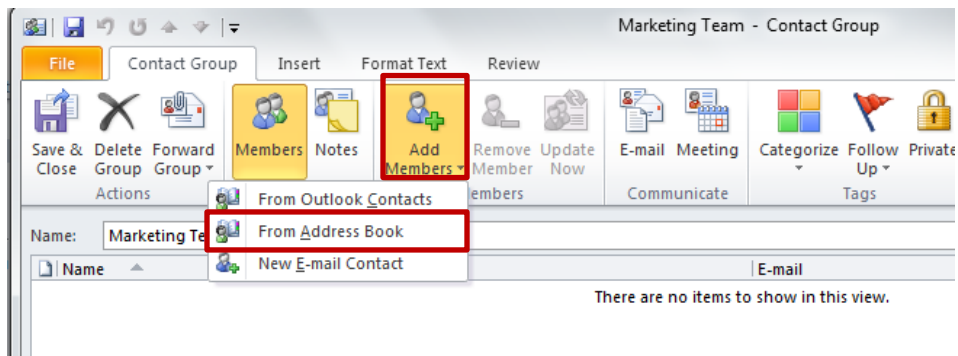 Marketing Team - Contact Group
File Contact Group Insert Format Text Review
Save & Delete Forward Members Notes Add Remove Update E-mail Meeting Categorize Follow Private
Close Group Group Members Member Now Up
Actions embers Communicate Tags
From Outlook Contacts
Name: Marketing Te From Address Book
New E-mail Contact
Name E-mail
There are no items to show in this view.